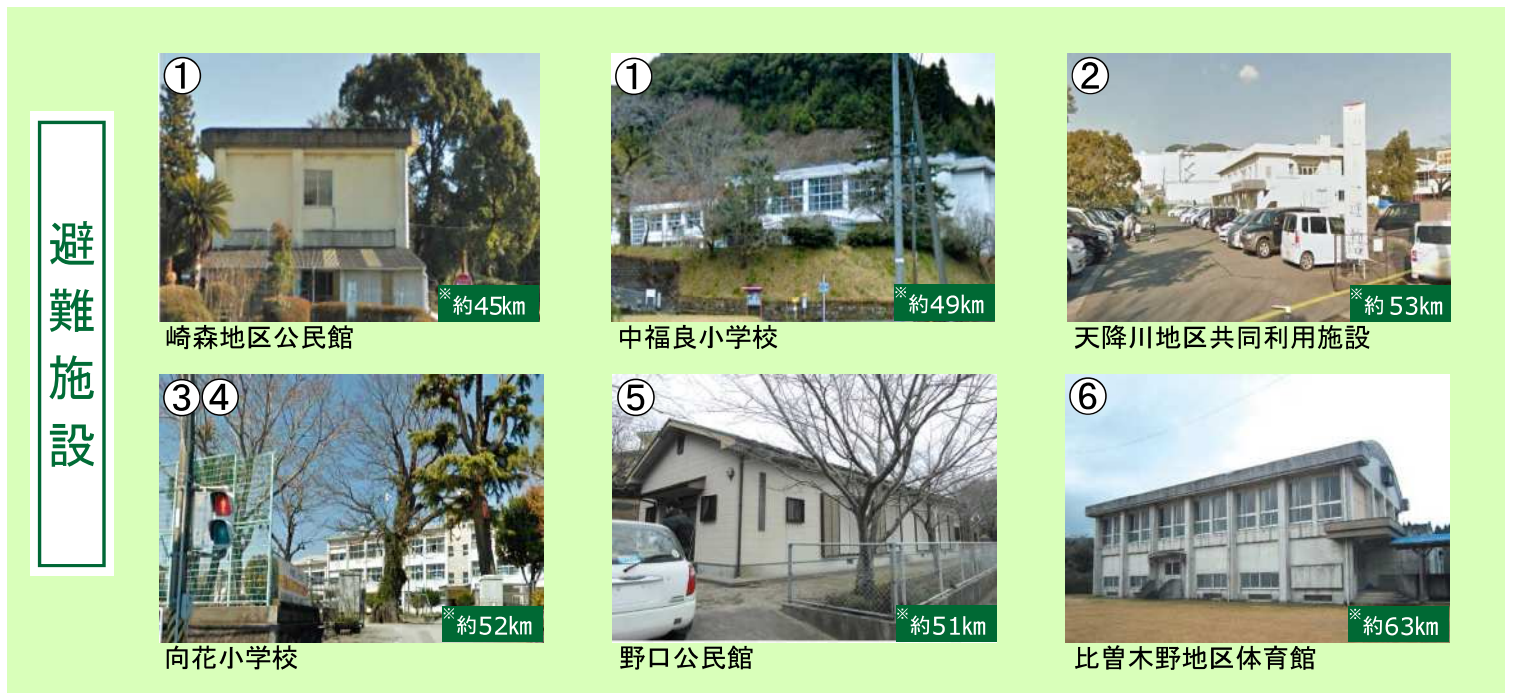 避難施設
①
※約45km
崎森地区公民館
①
※約49km
中福良小学校
②
※約53km
天降川地区共同利用施設
③④
※約52km
向花小学校
⑤
※約51km
野口公民館
⑥
※約63km
比曽木野地区体育館